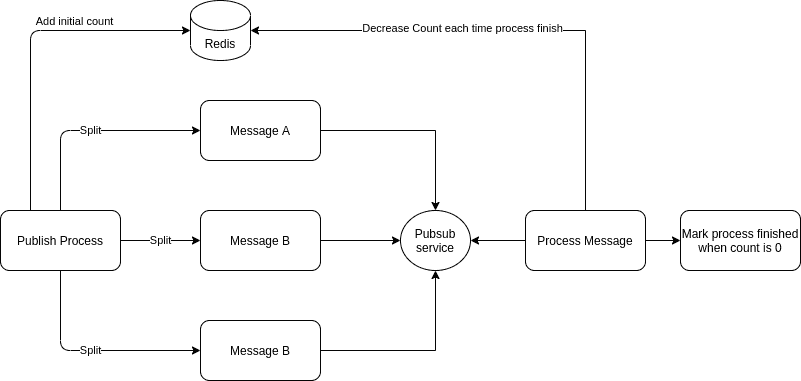 Add initial count
Decrease Count each time process finish
Redis
Split
Message A
Publish Process
Split
Message B
Pubsub
service
Process Message
Mark process finished
when count is 0
Split
Message B